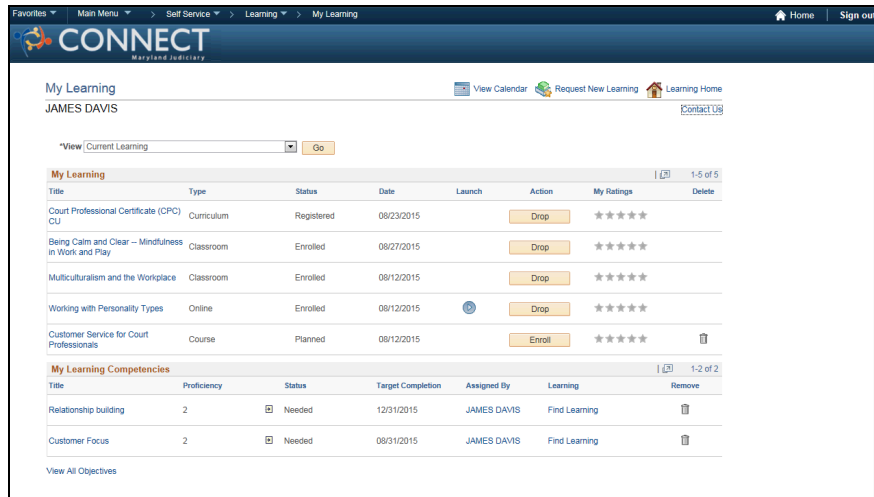 Favorites Main Menu > Self Service > Learning > My Learning Home Sign out
CONNECT
Maryland Judiciary
My Learning View Calendar Request New Learning Learning Home
JAMES DAVIS Contact Us
*View Current Learning Go
My Learning 1-5 of 5
Title Type Status Date Launch Action My Ratings Delete
Court Professional Certificate (CPC) CU Curriculum Registered 08/23/2015 Drop
Being Calm and Clear -- Mindfulness in Work and Play Classroom Enrolled 08/27/2015 Drop
Multiculturalism and the Workplace Classroom Enrolled 08/12/2015 Drop
Working with Personality Types Online Enrolled 08/12/2015 Drop
Customer Service for Court Professionals Course Planned 08/12/2015 Enroll
My Learning Competencies 1-2 of 2
Title Proficiency Status Target Completion Assigned By Learning Remove
Relationship building 2 Needed 12/31/2015 JAMES DAVIS Find Learning
Customer Focus 2 Needed 08/31/2015 JAMES DAVIS Find Learning
View All Objectives